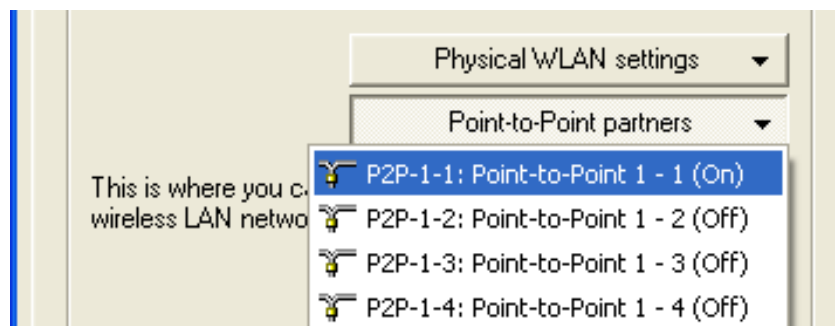 Physical WLAN settings
Point-to-Point partners
P2P-1-1: Point-to-Point 1 - 1 (On)
This is where you
wireless LAN
P2P-1-2: Point-to-Point 1 - 2 (Off)
P2P-1-3: Point-to-Point 1 - 3 (Off)
P2P-1-4: Point-to-Point 1 - 4 (Off)